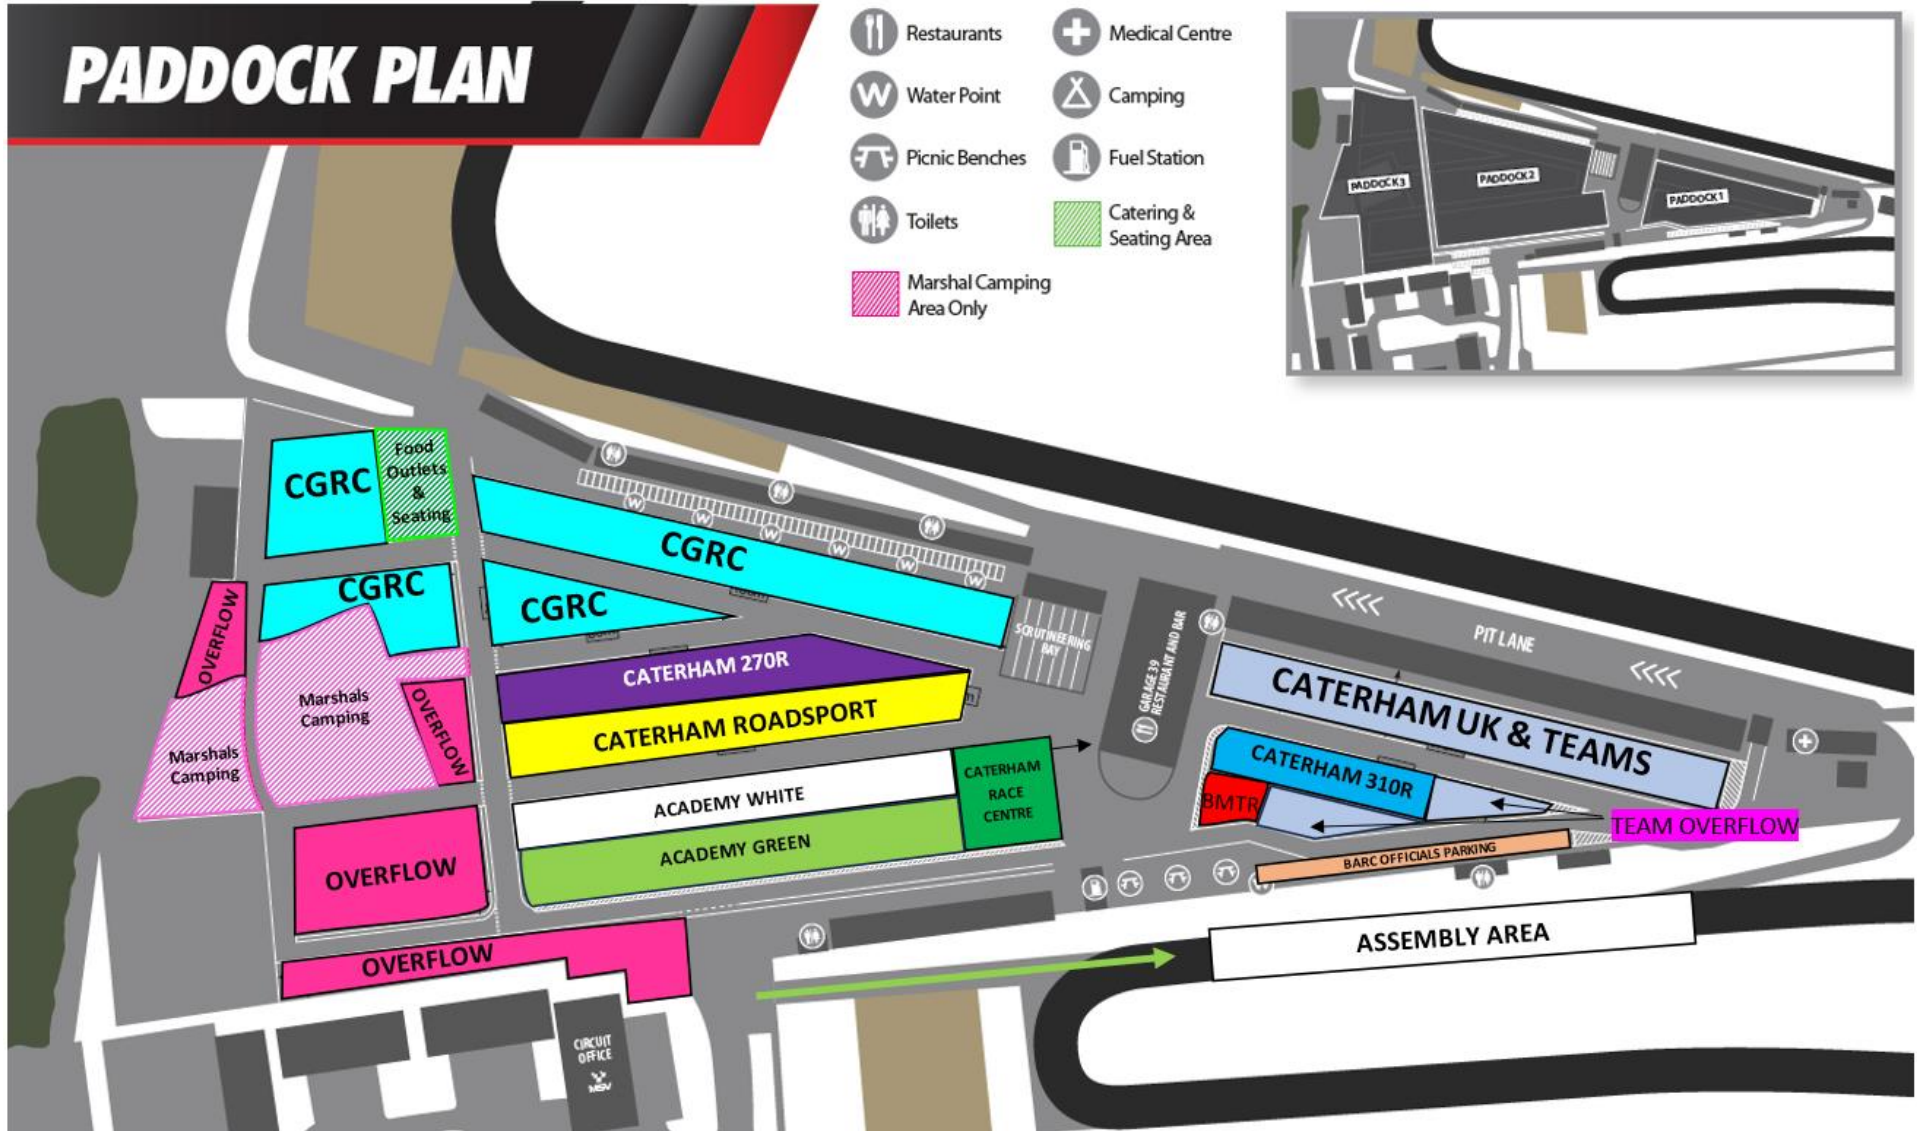 PADDOCK PLAN
Restaurants
Medical Centre
W
Water Point
Camping
Picnic Benches
Fuel Station
Toilets
Catering &
Seating Area
Marshal Camping
Area Only
PADDOCK 3
PADDOCK 2
PADDOCK 1
CGRC
Food
Outlets
&
Seating
CGRC
CGRC
CGRC
W
W
W
W
W
W
OVERFLOW
Marshals
Camping
OVERFLOW
Marshals
Camping
OVERFLOW
OVERFLOW
CATERHAM 270R
CATERHAM ROADSPORT
ACADEMY WHITE
ACADEMY GREEN
CATERHAM
RACE
CENTRE
SCRUTINEERING
BAY
GARAGE 39
RESTAURANT AND BAR
PIT LANE
CATERHAM UK & TEAMS
CATERHAM 310R
BMTR
TEAM OVERFLOW
BARC OFFICIALS PARKING
ASSEMBLY AREA
CIRCUIT
OFFICE
MSV